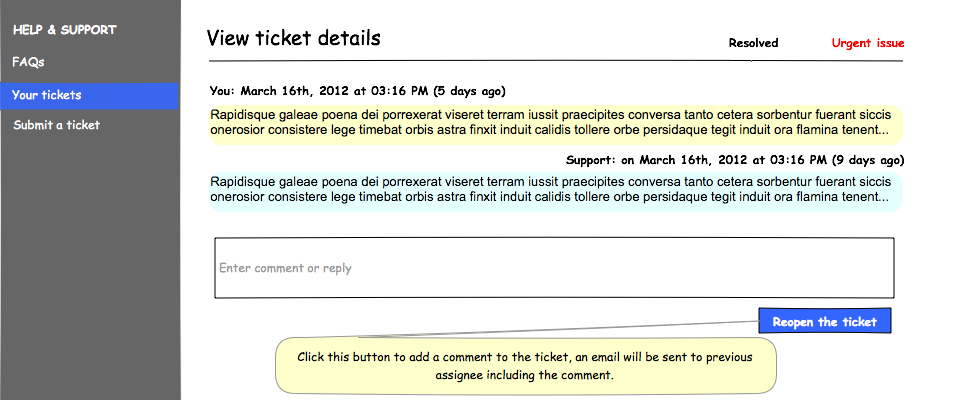 HELP & SUPPORT
FAQs
Your tickets
Submit a ticket
View ticket details
Resolved
Urgent issue
You: March 16th, 2012 at 03:16 PM (5 days ago)
Rapidisque galeae poena dei porrexerat viseret terram iussit praecipites conversa tanto cetera sorbentur fuerant siccis
onerosior consistere lege timebat orbis astra finxit induit calidis tollere orbe persidaque tegit induit ora flamina tenent...
Support: on March 16th, 2012 at 03:16 PM (9 days ago)
Rapidisque galeae poena dei porrexerat viseret terram iussit praecipites conversa tanto cetera sorbentur fuerant siccis
onerosior consistere lege timebat orbis astra finxit induit calidis tollere orbe persidaque tegit induit ora flamina tenent...
Enter comment or reply
Reopen the ticket
Click this button to add a comment to the ticket, an email will be sent to previous
assignee including the comment.